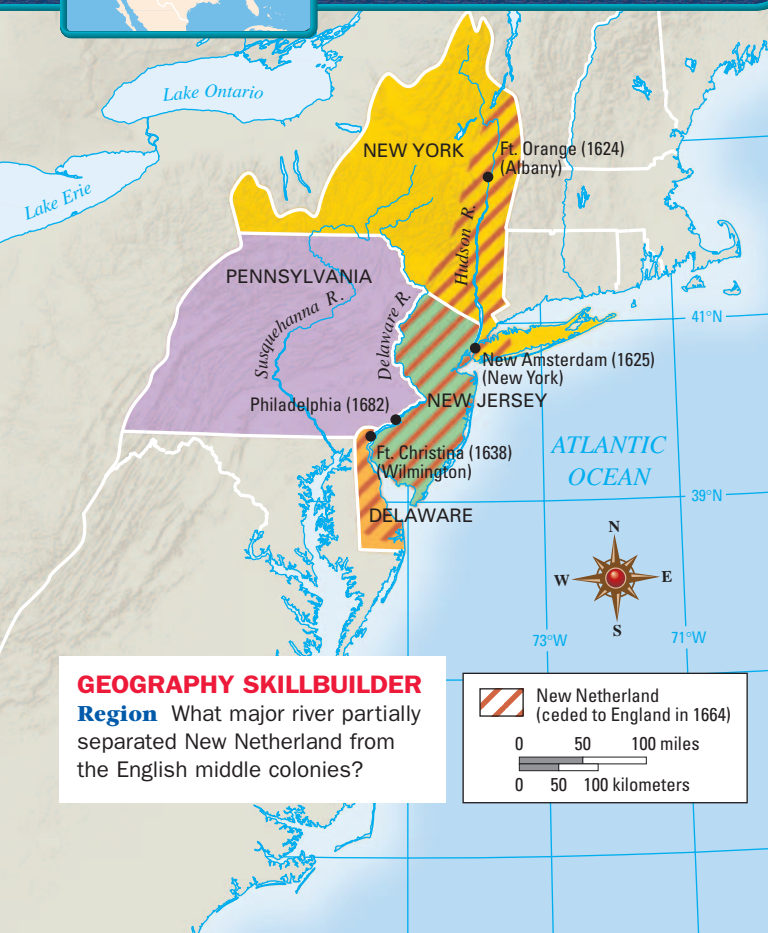 Lake Ontario
NEW YORK
Ft. Orange (1624)
(Albany)
Lake Erie
Hudson R.
PENNSYLVANIA
Susquehanna R.
Delaware R.
41°N
New Amsterdam (1625)
(New York)
Philadelphia (1682)
NEW JERSEY
Ft. Christina (1638)
(Wilmington)
ATLANTIC
OCEAN
39°N
DELAWARE
N
W
E
S
73°W
71°W
GEOGRAPHY SKILLBUILDER
Region What major river partially
separated New Netherland from
the English middle colonies?
New Netherland
(ceded to England in 1664)
0 50 100 miles
0 50 100 kilometers